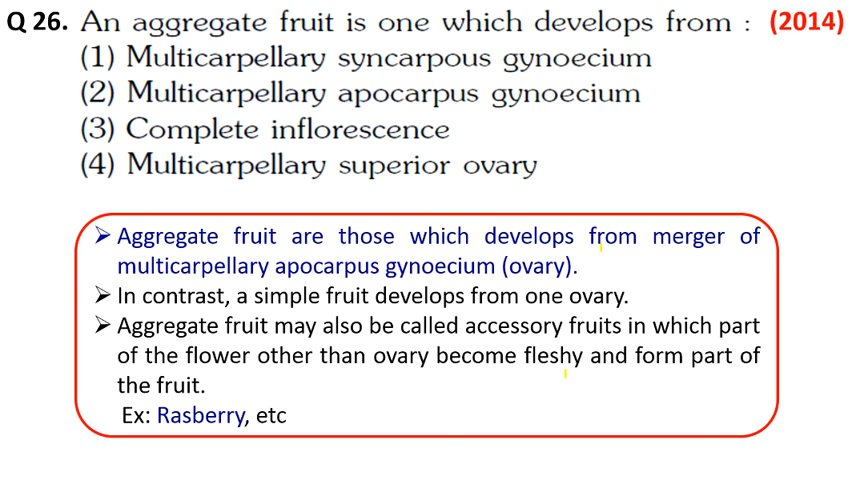 Q 26. An aggregate fruit is one which develops from : (2014)
(1) Multicarpellary syncarpous gynoecium
(2) Multicarpellary apocarpus gynoecium
(3) Complete inflorescence
(4) Multicarpellary superior ovary
➢ Aggregate fruit are those which develops from merger of
multicarpellary apocarpus gynoecium (ovary).
➢ In contrast, a simple fruit develops from one ovary.
➢ Aggregate fruit may also be called accessory fruits in which part
of the flower other than ovary become fleshy and form part of
the fruit.
Ex: Rasberry, etc